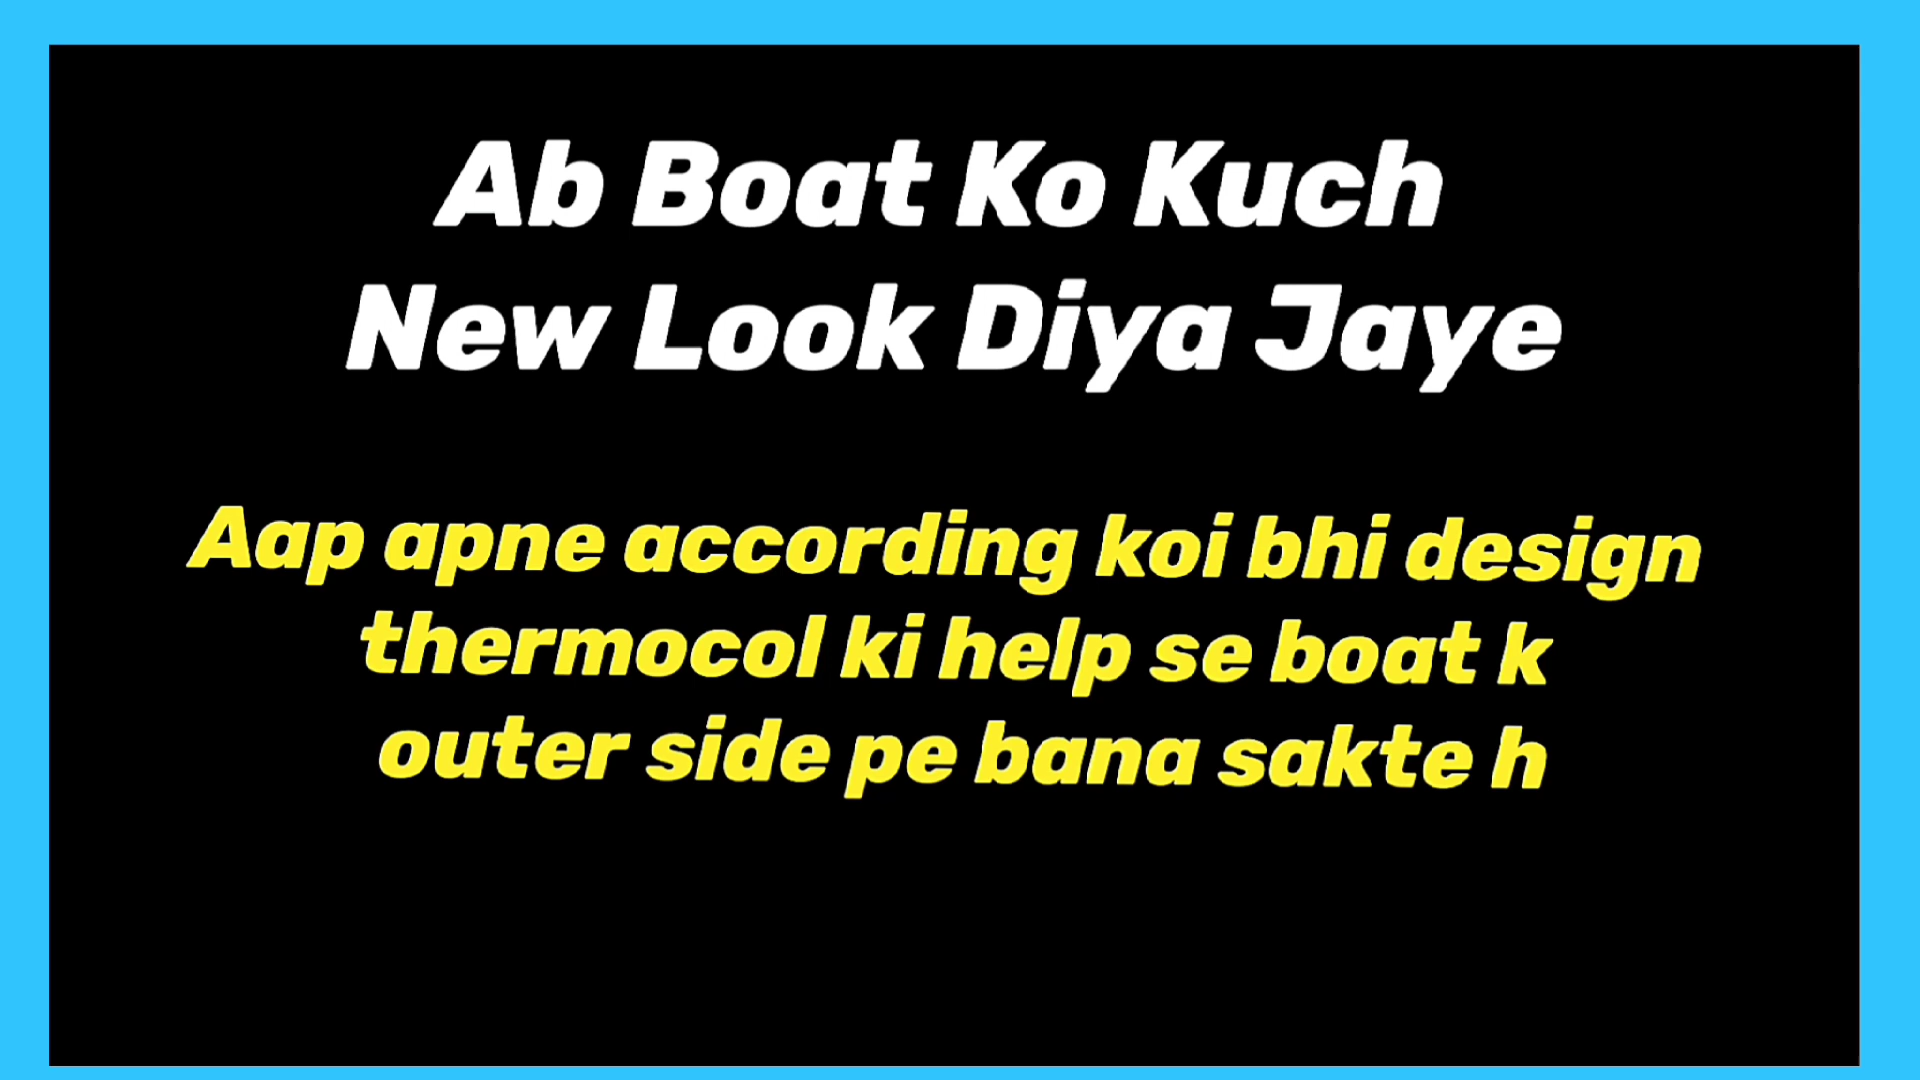 Ab Boat Ko Kuch
New Look Diya Jaye
Aap apne according koi bhi design
thermocol ki help se boat k
outer side pe bana sakte h